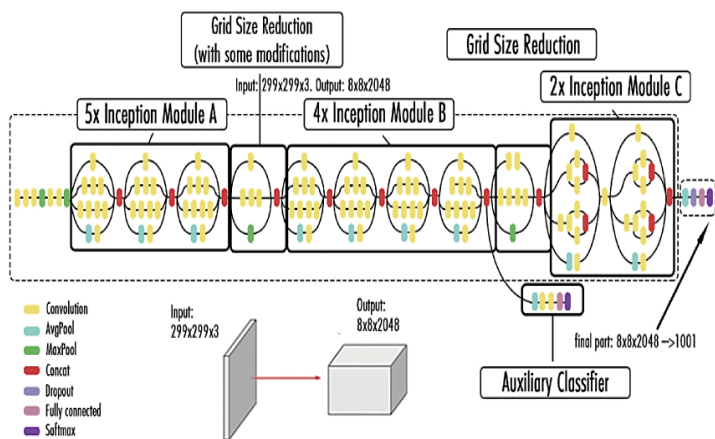 Grid Size Reduction
(with some modifications)
Grid Size Reduction
Input: 299x299x3. Output: 8x8x2048
5x Inception Module A
4x Inception Module B
2x Inception Module C
Convolution
AvgPool
MaxPool
Concat
Dropout
Fully connected
Softmax
Input:
299x299x3
Output:
8x8x2048
final part: 8x8x2048 –>1001
Auxiliary Classifier